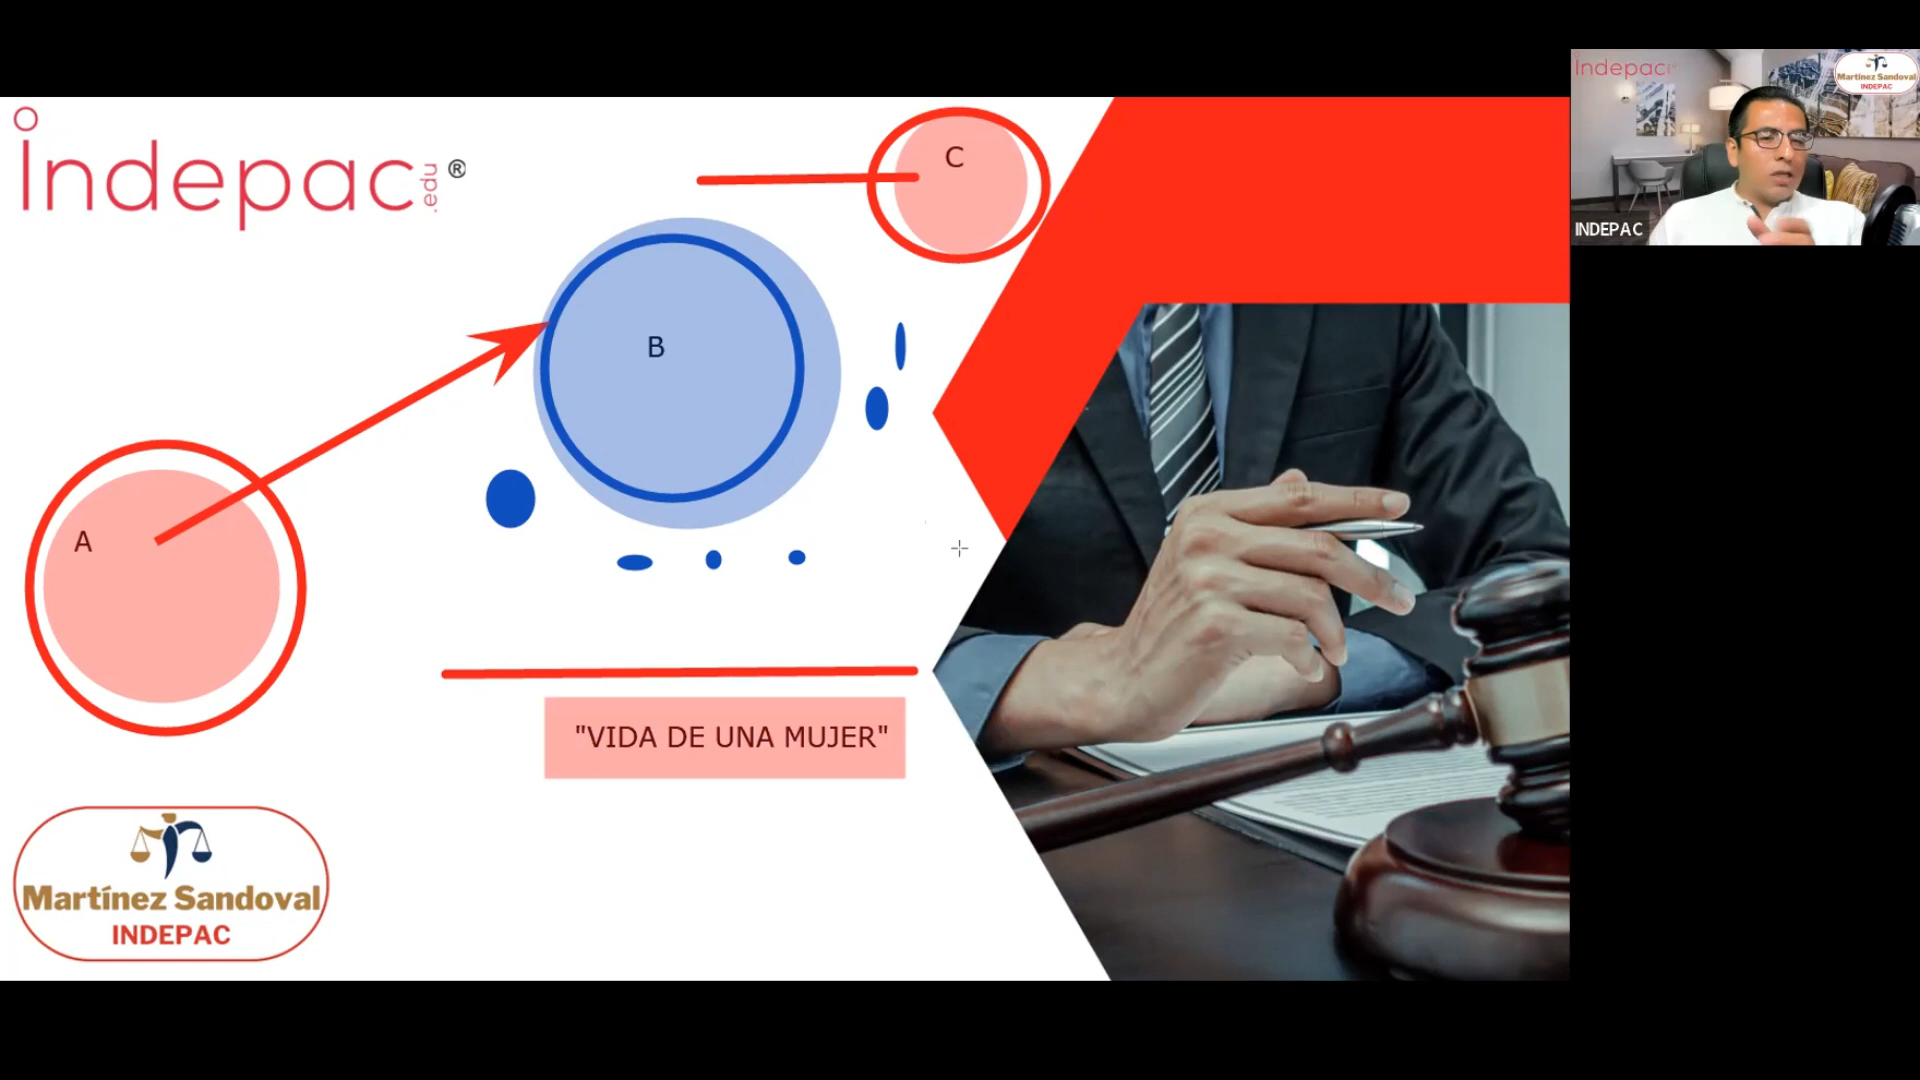 indepac
.edu
®
C
B
A
"VIDA DE UNA MUJER"
Martínez Sandoval
INDEPAC
Indepac
Martínez Sandoval
INDEPAC
INDEPAC